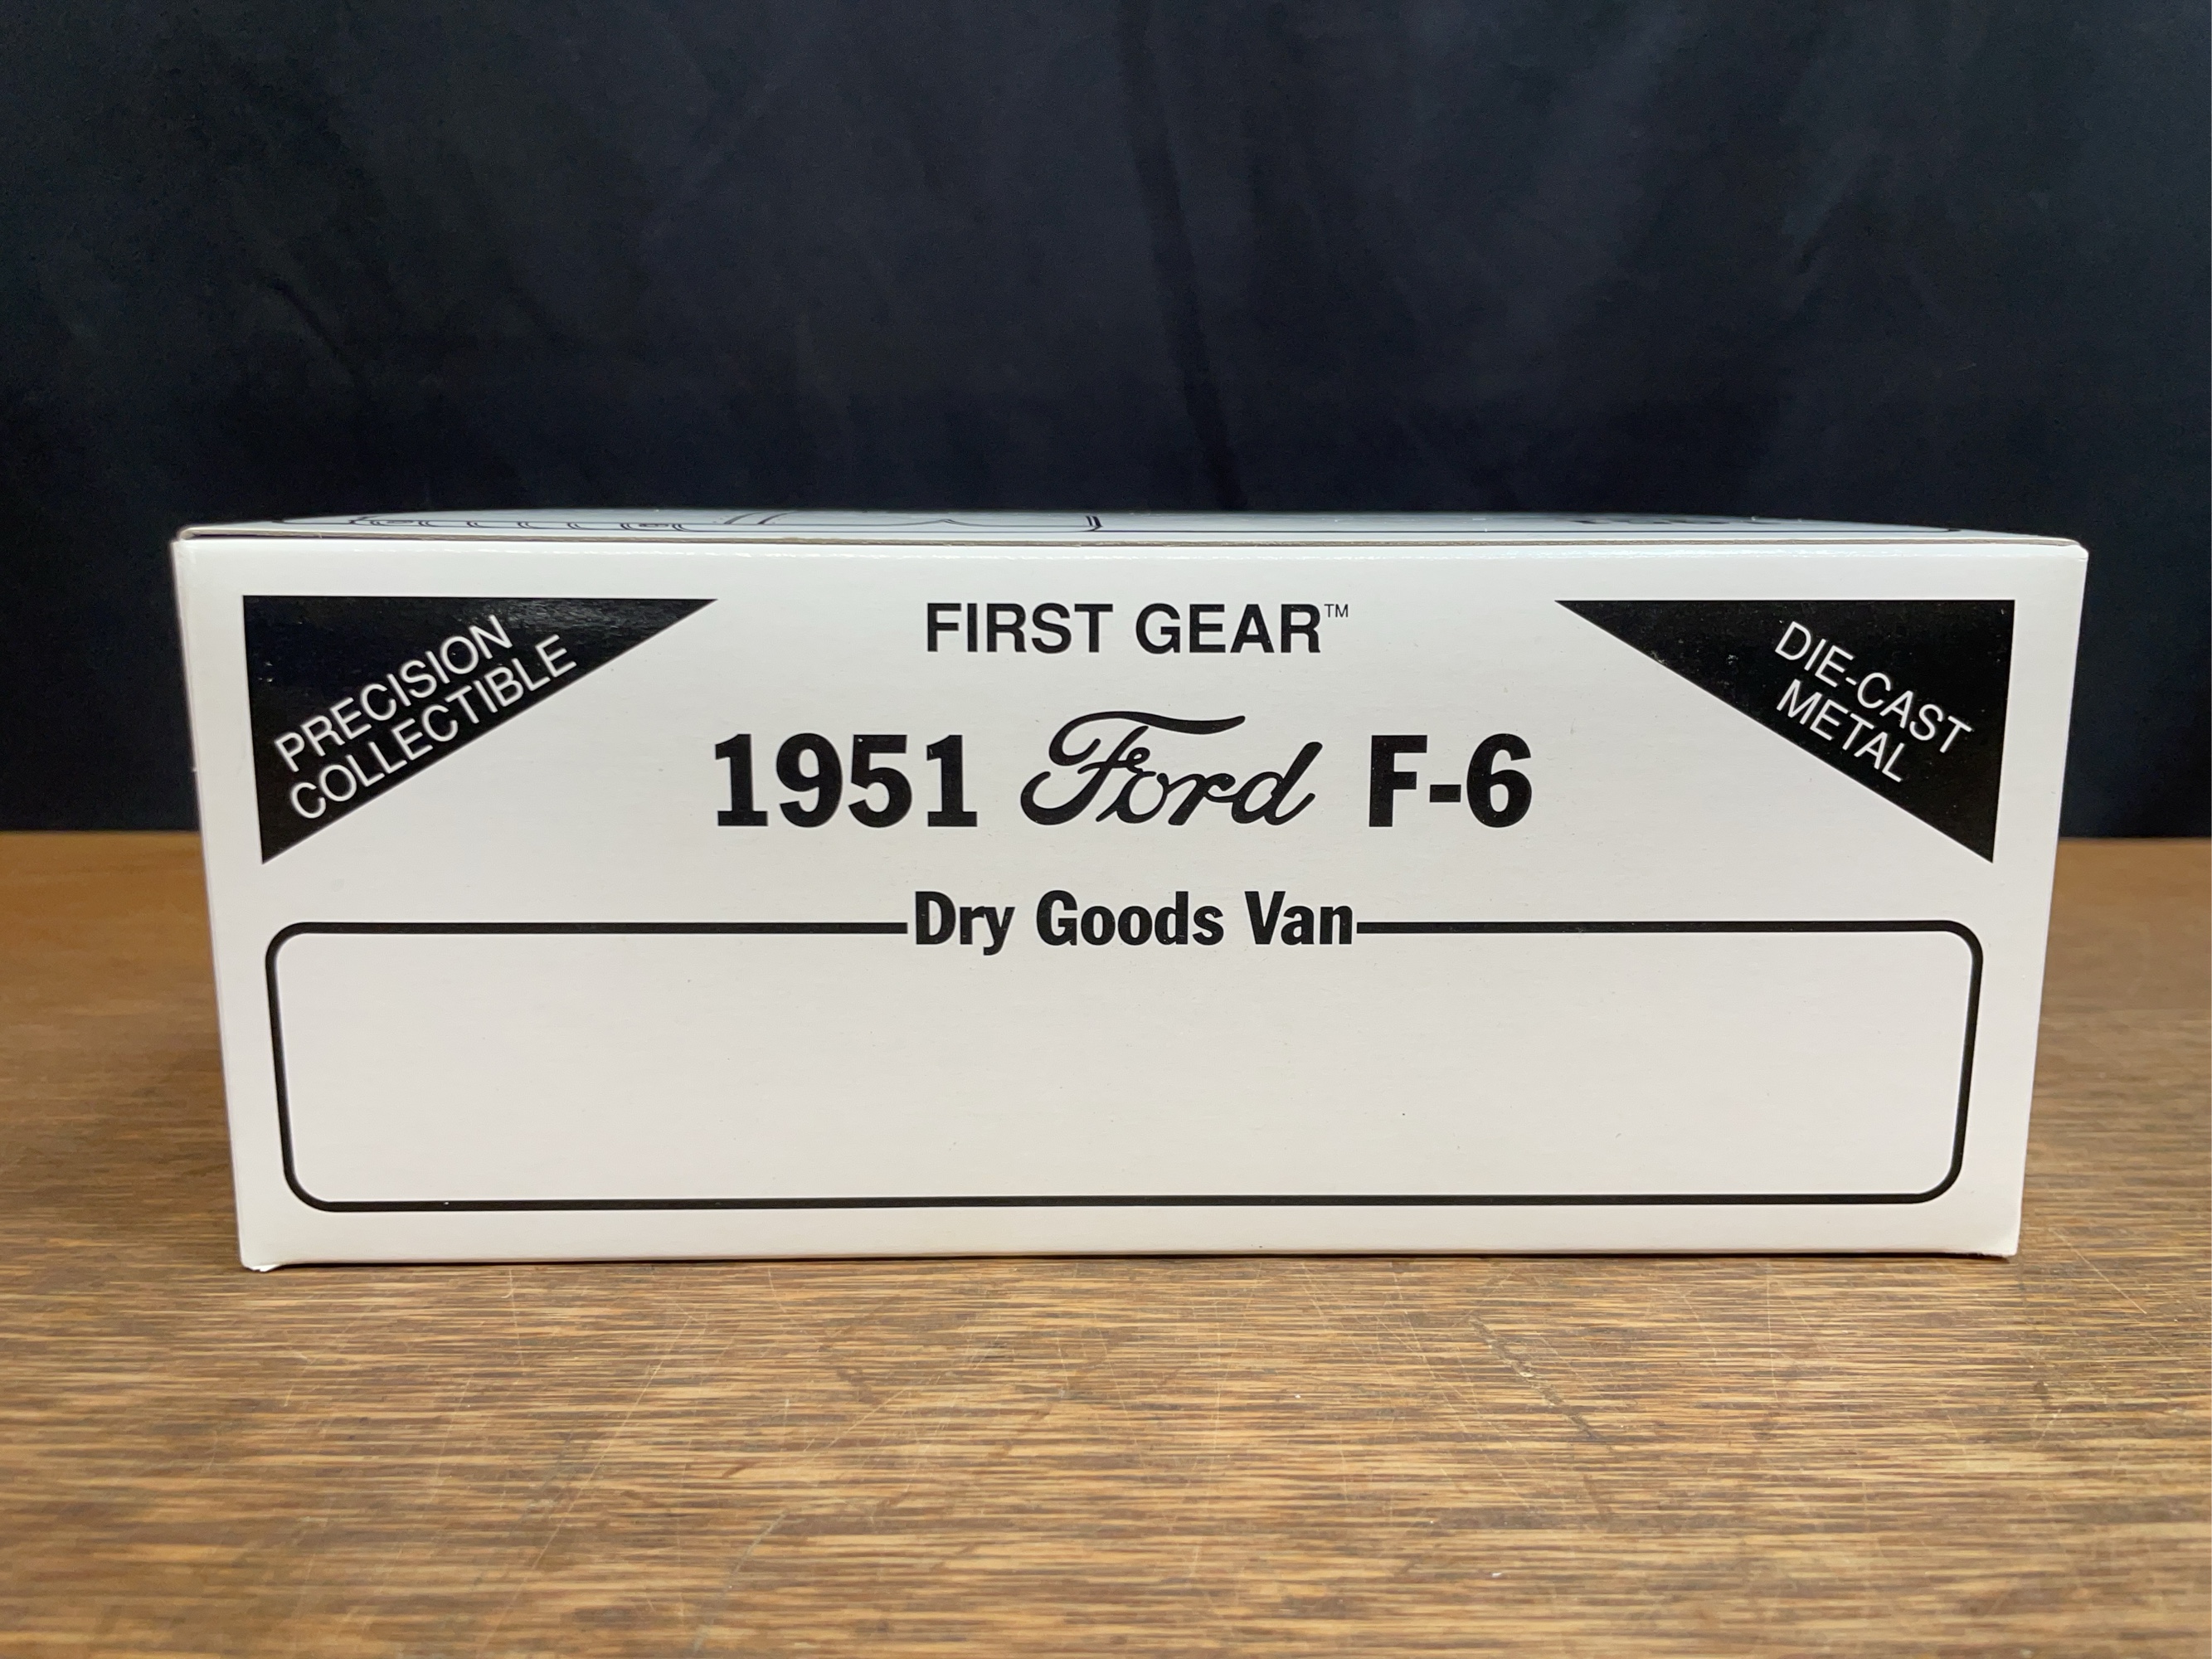 PRECISION
COLLECTIBLE
FIRST GEAR™
DIE-CAST
METAL
1951 Ford F-6
Dry Goods Van